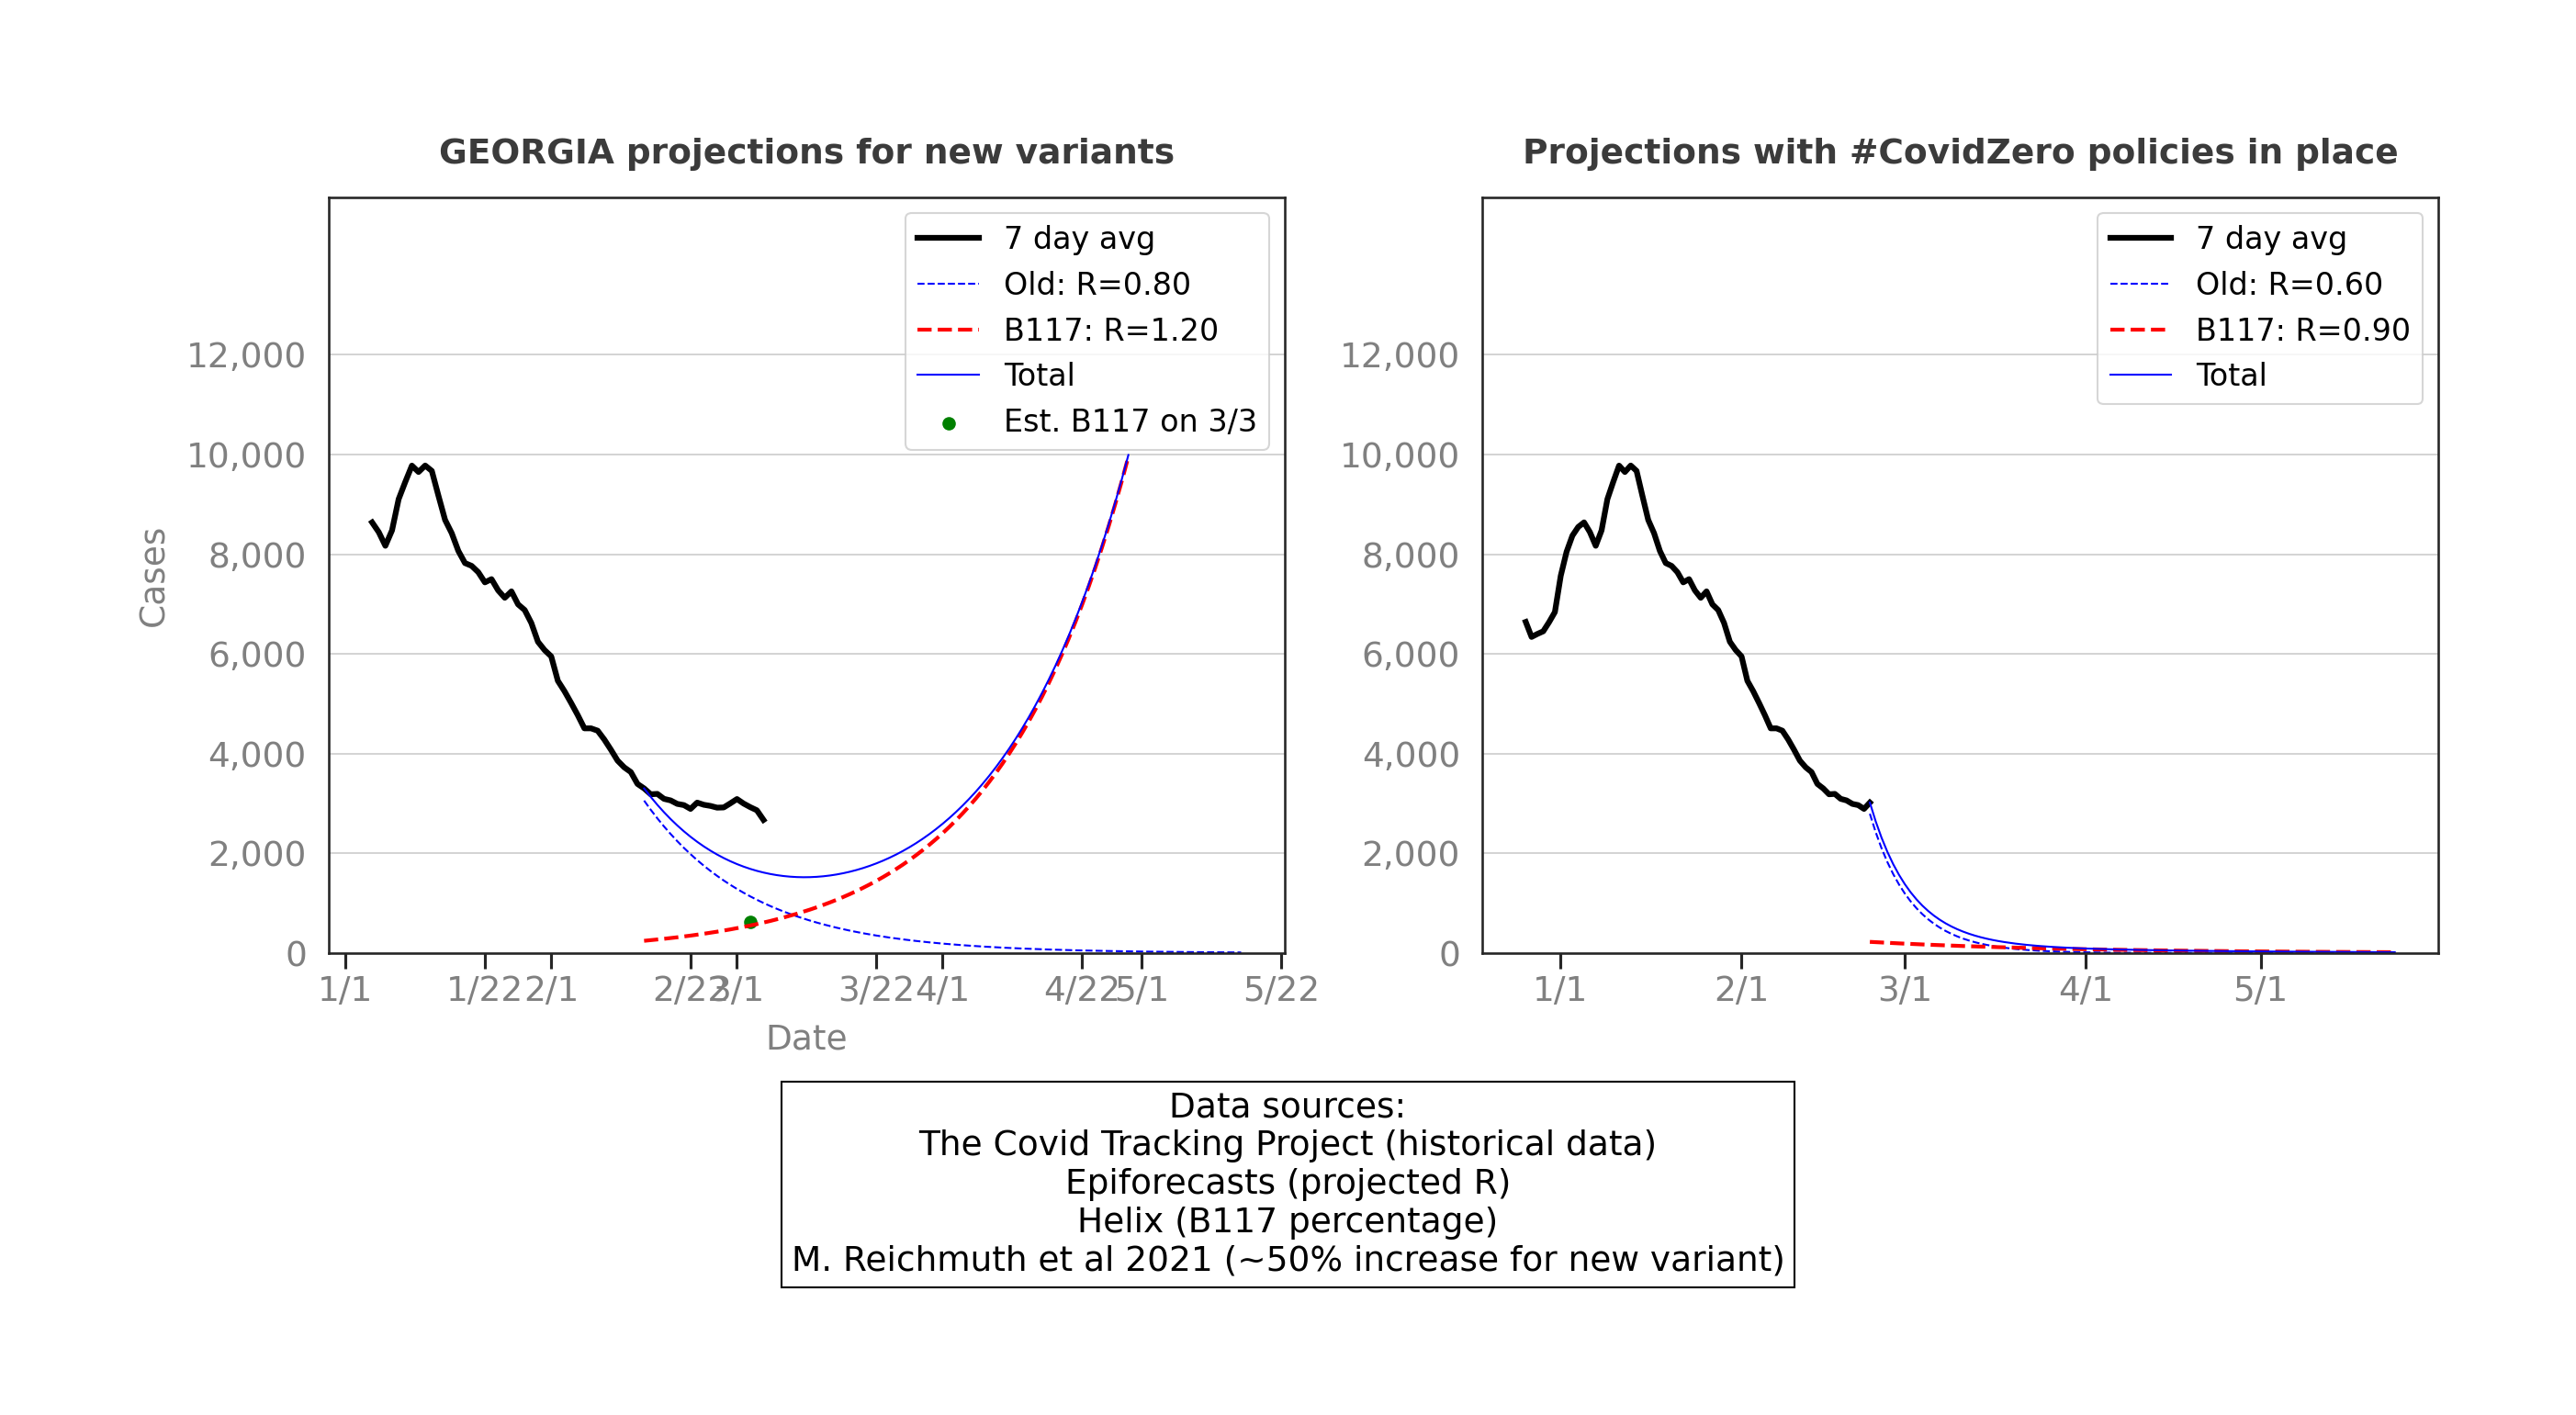 GEORGIA projections for new variants
7 day avg
Old: R=0.80
B117: R=1.20
Total
Est. B117 on 3/3
12,000
10,000
8,000
6,000
4,000
2,000
0
Cases
1/1
1/22
2/1
2/22
3/1
3/22
4/1
4/22
5/1
5/22
Date
Projections with #CovidZero policies in place
7 day avg
Old: R=0.60
B117: R=0.90
Total
12,000
10,000
8,000
6,000
4,000
2,000
0
1/1
2/1
3/1
4/1
5/1
Data sources:
The Covid Tracking Project (historical data)
Epiforecasts (projected R)
Helix (B117 percentage)
M. Reichmuth et al 2021 (~50% increase for new variant)